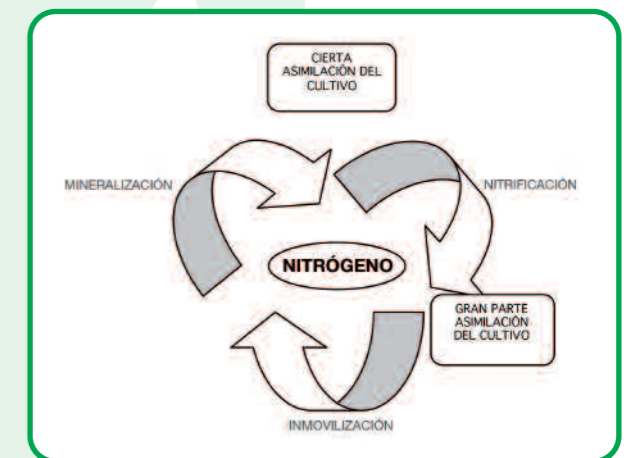 CIERTA
ASIMILACIÓN DEL
CULTIVO
MINERALIZACIÓN
NITRIFICACIÓN
NITRÓGENO
GRAN PARTE
ASIMILACIÓN
DEL CULTIVO
INMOVILIZACIÓN